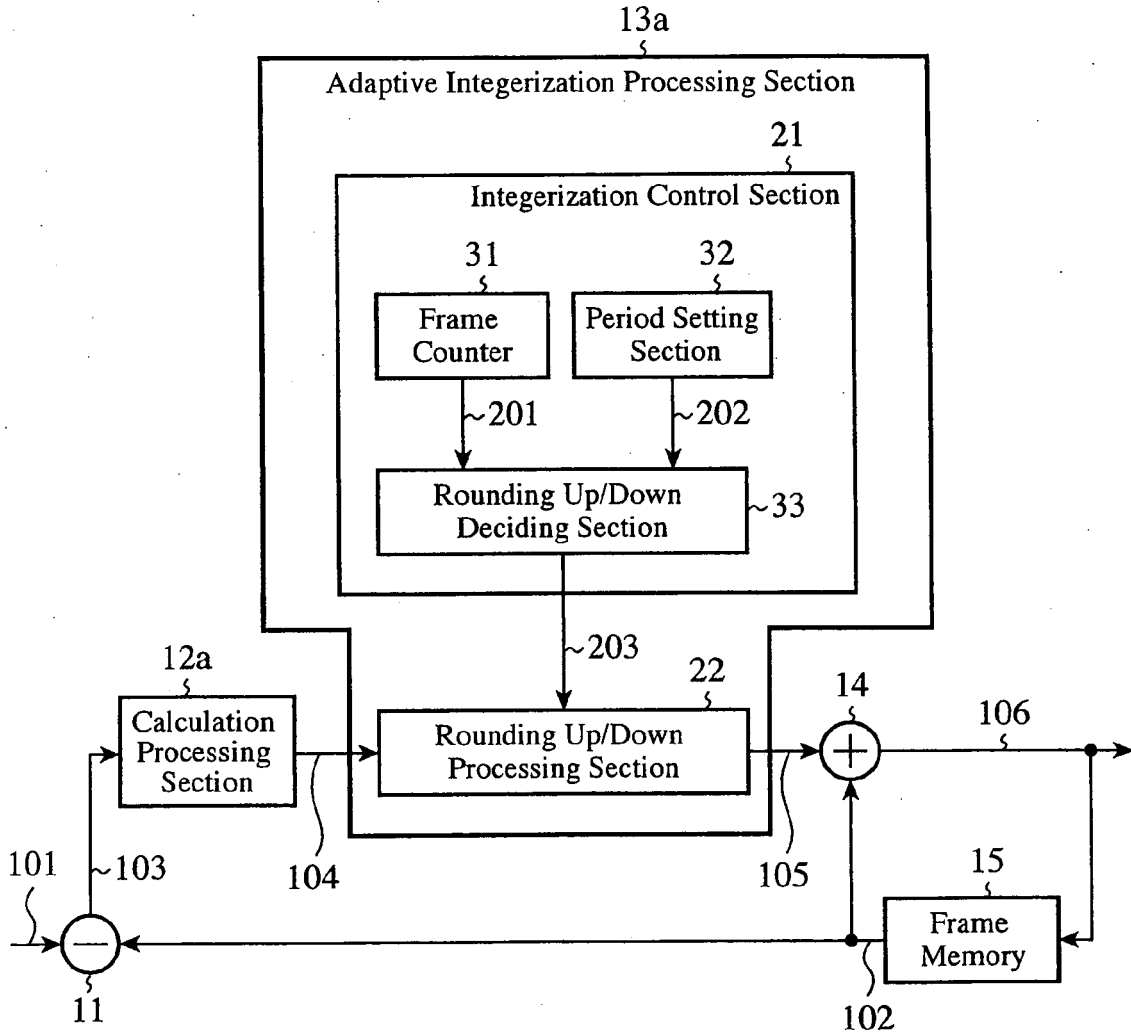 13a
Adaptive Integerization Processing Section
21
Integerization Control Section
31
32
Frame
Counter
Period Setting
Section
201
202
Rounding Up/Down
Deciding Section
33
203
12a
22
14
106
Calculation
Processing
Section
Rounding Up/Down
Processing Section
+
101
103
104
105
15
Frame
Memory
−
11
102